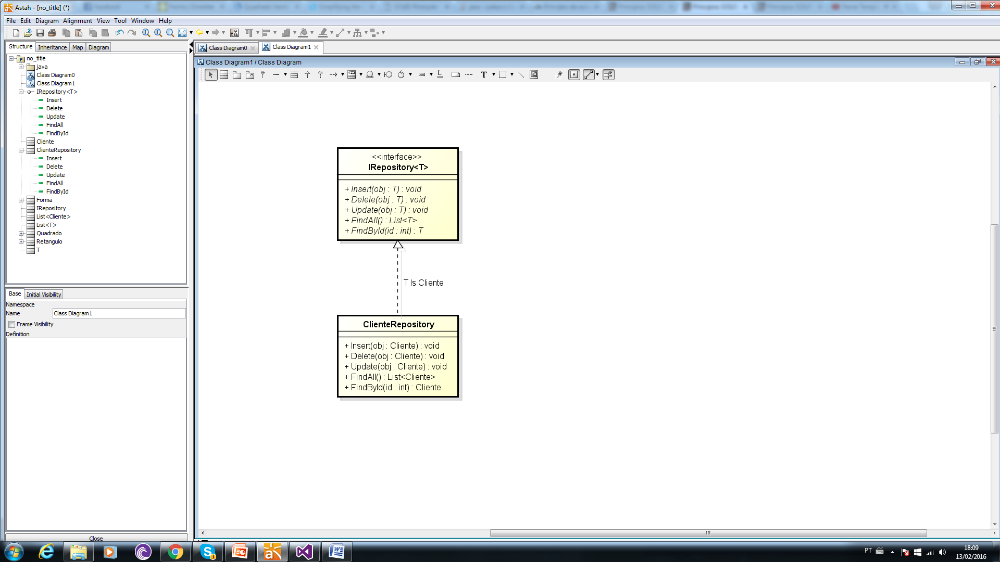 Astah - [no_title] (*)
File Edit Diagram Alignment View Tool Window Help
Structure Inheritance Map Diagram
no_title
java
Class Diagram0
Class Diagram1
IRepository<T>
Insert
Delete
Update
FindAll
FindById
Cliente
ClienteRepository
Insert
Delete
Update
FindAll
FindById
Forma
IRepository
List<Cliente>
List<T>
Quadrado
Retangulo
T
Base Initial Visibility
Namespace
Name Class Diagram1
Frame Visibility
Definition
Close
Class Diagram0 Class Diagram1
Class Diagram1 / Class Diagram
T
<<interface>>
IRepository<T>
+ Insert(obj : T) : void
+ Delete(obj : T) : void
+ Update(obj : T) : void
+ FindAll() : List<T>
+ FindById(id : int) : T
T Is Cliente
ClienteRepository
+ Insert(obj : Cliente) : void
+ Delete(obj : Cliente) : void
+ Update(obj : Cliente) : void
+ FindAll() : List<Cliente>
+ FindById(id : int) : Cliente
PT
18:09
13/02/2016